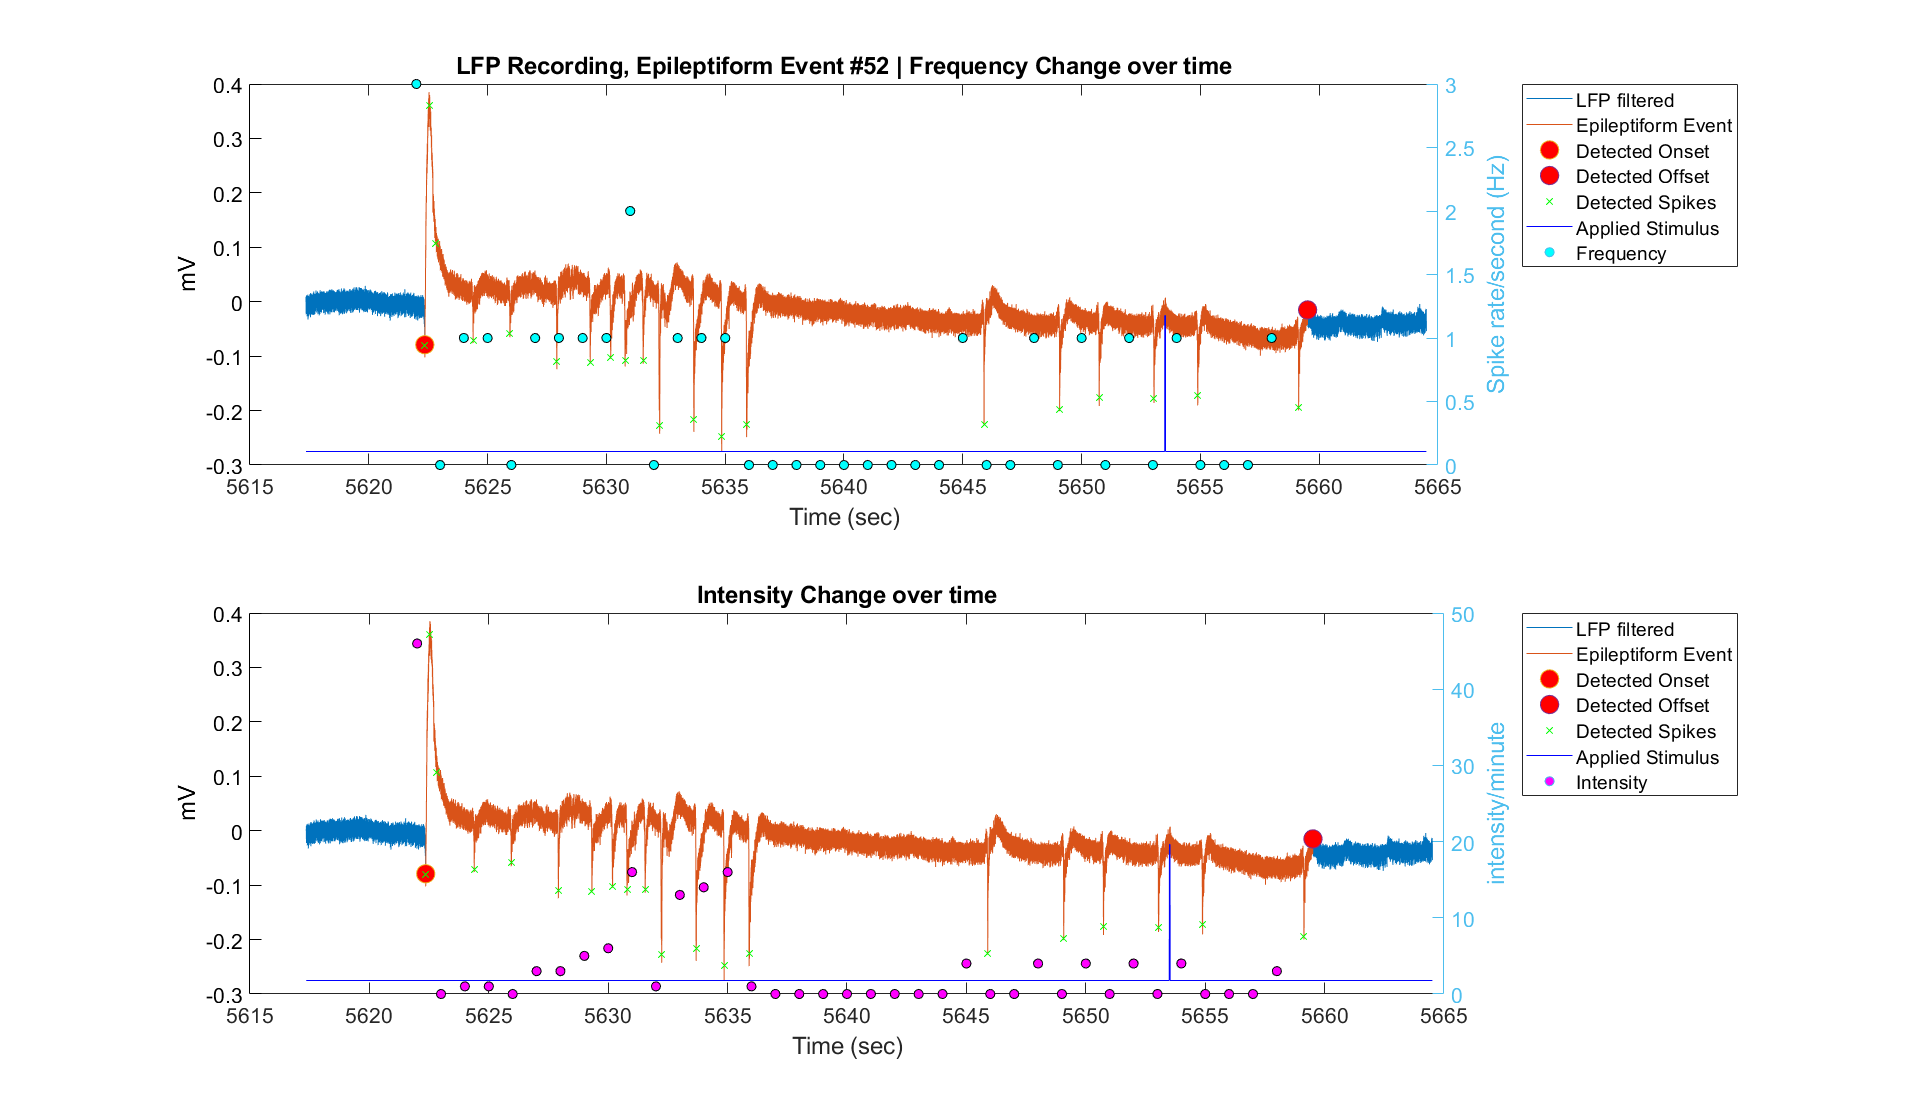 LFP Recording, Epileptiform Event #52 | Frequency Change over time
0.4
0.3
0.2
0.1
0
-0.1
-0.2
-0.3
mV
5615 5620 5625 5630 5635 5640 5645 5650 5655 5660 5665
Time (sec)
3
2.5
2
1.5
1
0.5
0
Spike rate/second (Hz)
LFP filtered
Epileptiform Event
Detected Onset
Detected Offset
Detected Spikes
Applied Stimulus
Frequency
Intensity Change over time
0.4
0.3
0.2
0.1
0
-0.1
-0.2
-0.3
mV
5615 5620 5625 5630 5635 5640 5645 5650 5655 5660 5665
Time (sec)
50
40
30
20
10
0
intensity/minute
LFP filtered
Epileptiform Event
Detected Onset
Detected Offset
Detected Spikes
Applied Stimulus
Intensity